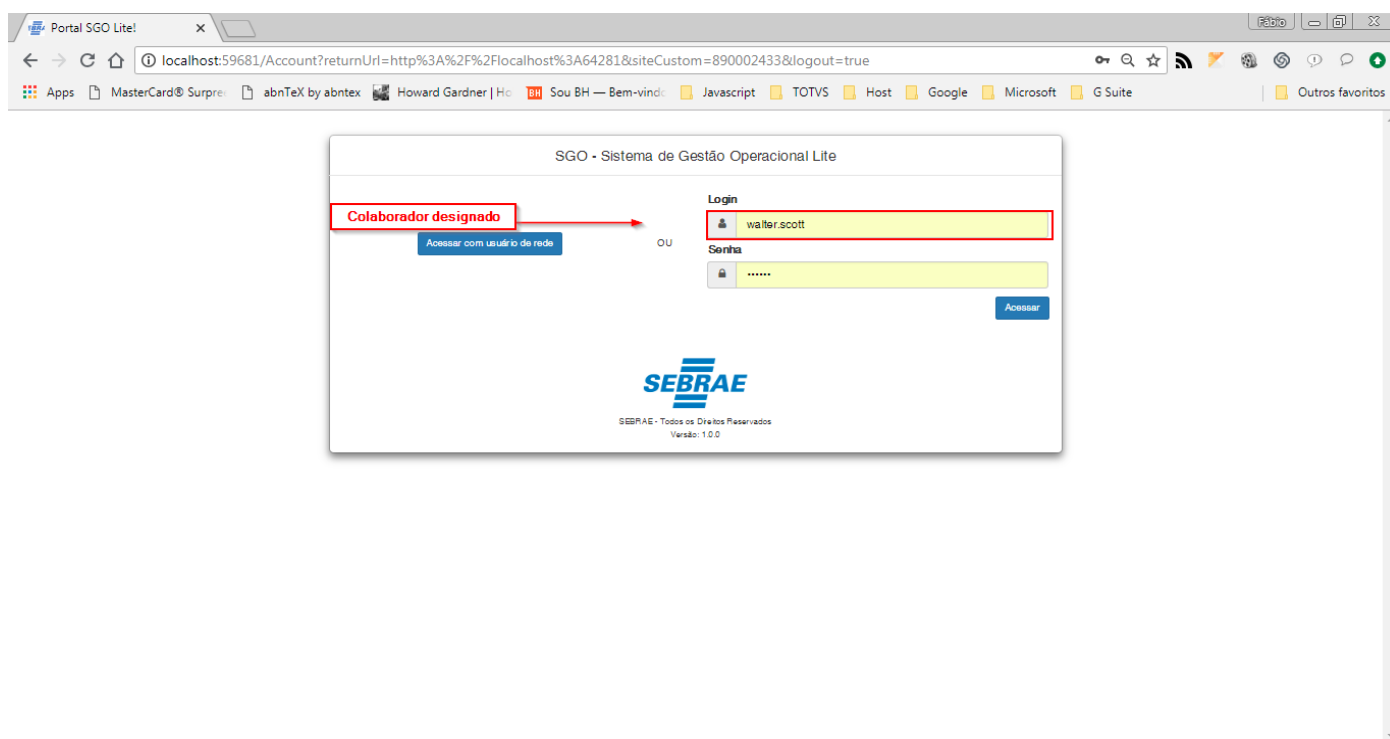 Portal SGO Lite!
Fábio
localhost:59681/Account?returnUrl=http%3A%2F%2Flocalhost%3A64281&siteCustom=890002433&logout=true
Apps MasterCard® Surpre abnTeX by abntex Howard Gardner | Ho BH Sou BH — Bem-vindo Javascript TOTVS Host Google Microsoft G Suite Outros favoritos
SGO - Sistema de Gestão Operacional Lite
Login
Colaborador designado
walter.scott
Acessar com usuário de rede
OU
Senha
••••••
Acessar
SEBRAE
SEBRAE - Todos os Direitos Reservados
Versão: 1.0.0